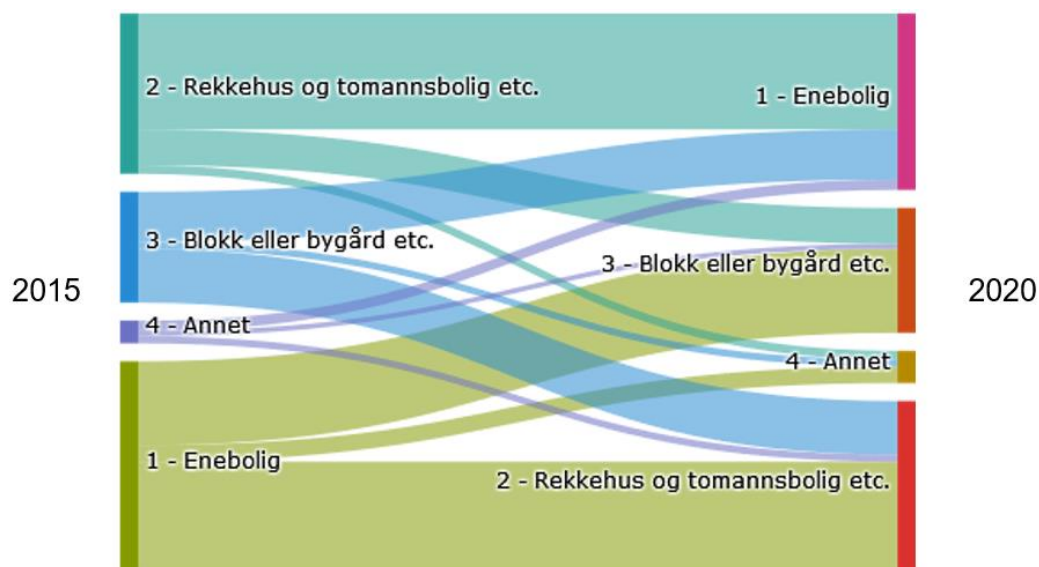 2 - Rekkehus og tomannsbolig etc.
1 - Enebolig
3 - Blokk eller bygård etc.
3 - Blokk eller bygård etc.
2015
2020
4 - Annet
4 - Annet
1 - Enebolig
2 - Rekkehus og tomannsbolig etc.